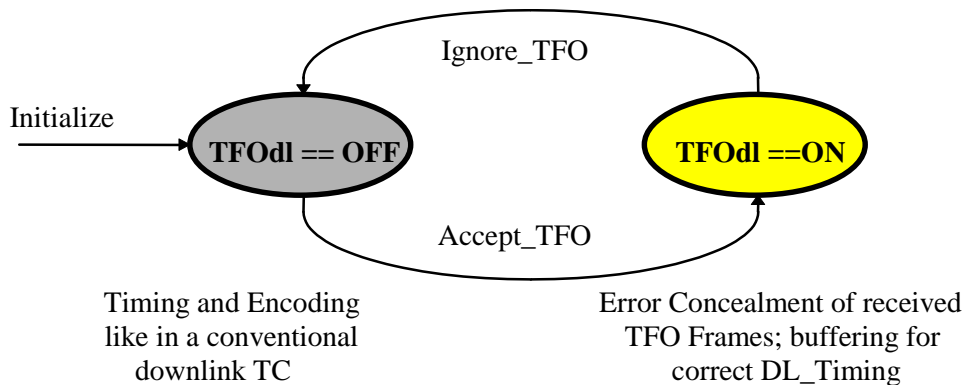 Ignore_TFO
Initialize
TFOdl == OFF
TFOdl ==ON
Accept_TFO
Timing and Encoding
like in a conventional
downlink TC
Error Concealment of received
TFO Frames; buffering for
correct DL_Timing